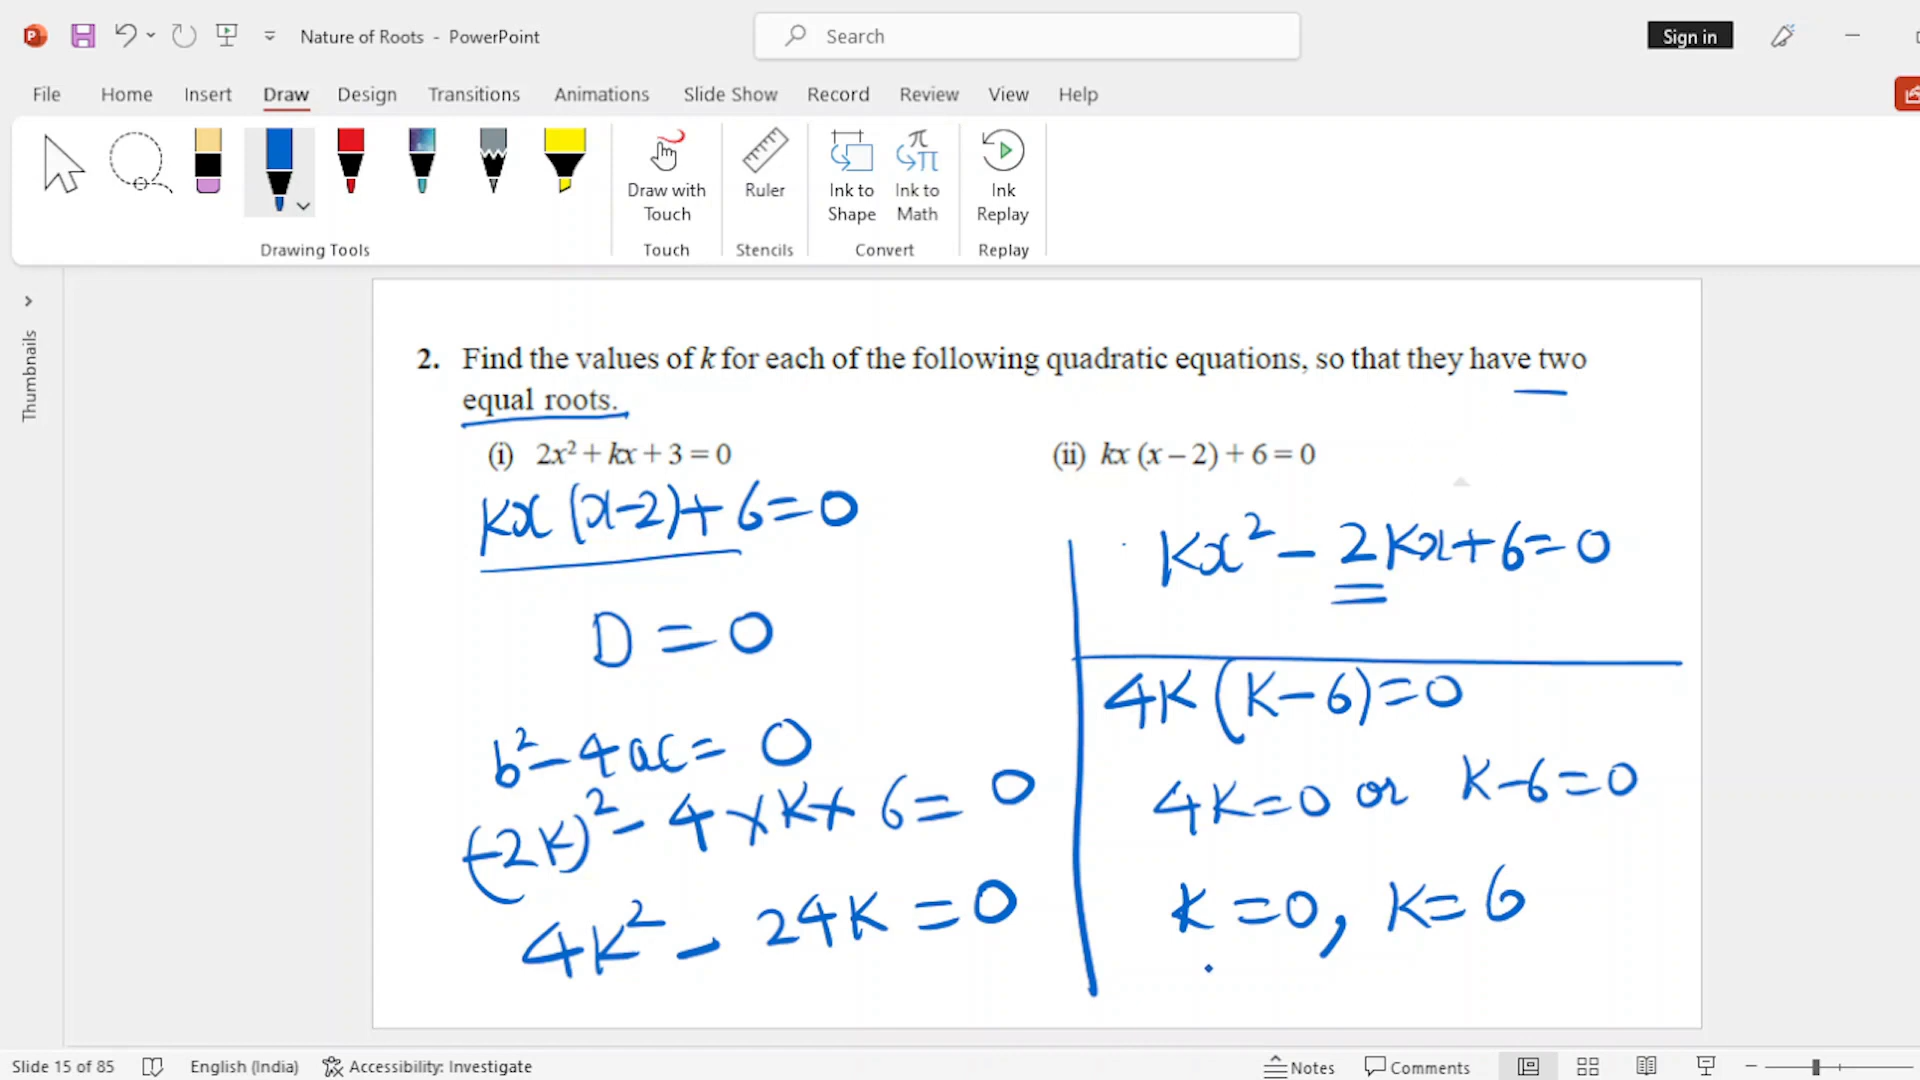 Nature of Roots - PowerPoint
Search
Sign in
File Home Insert Draw Design Transitions Animations Slide Show Record Review View Help
Draw with Touch
Ruler
Ink to Shape
Ink to Math
Ink Replay
Drawing Tools Touch Stencils Convert Replay
Thumbnails
2. Find the values of k for each of the following quadratic equations, so that they have two
equal roots.
(i) 2x² + kx + 3 = 0 (ii) kx (x – 2) + 6 = 0
kx (x-2)+6=0
D = 0
b²-4ac= 0
(-2k)²-4×k×6=0
4k² - 24k =0
kx² - 2kx+6=0
4k (k-6)=0
4k=0 or k-6=0
k=0, k=6
Slide 15 of 85 English (India) Accessibility: Investigate Notes Comments